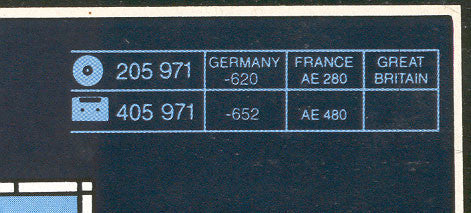 205 971 GERMANY -620 FRANCE AE 280 GREAT BRITAIN
405 971 -652 AE 480